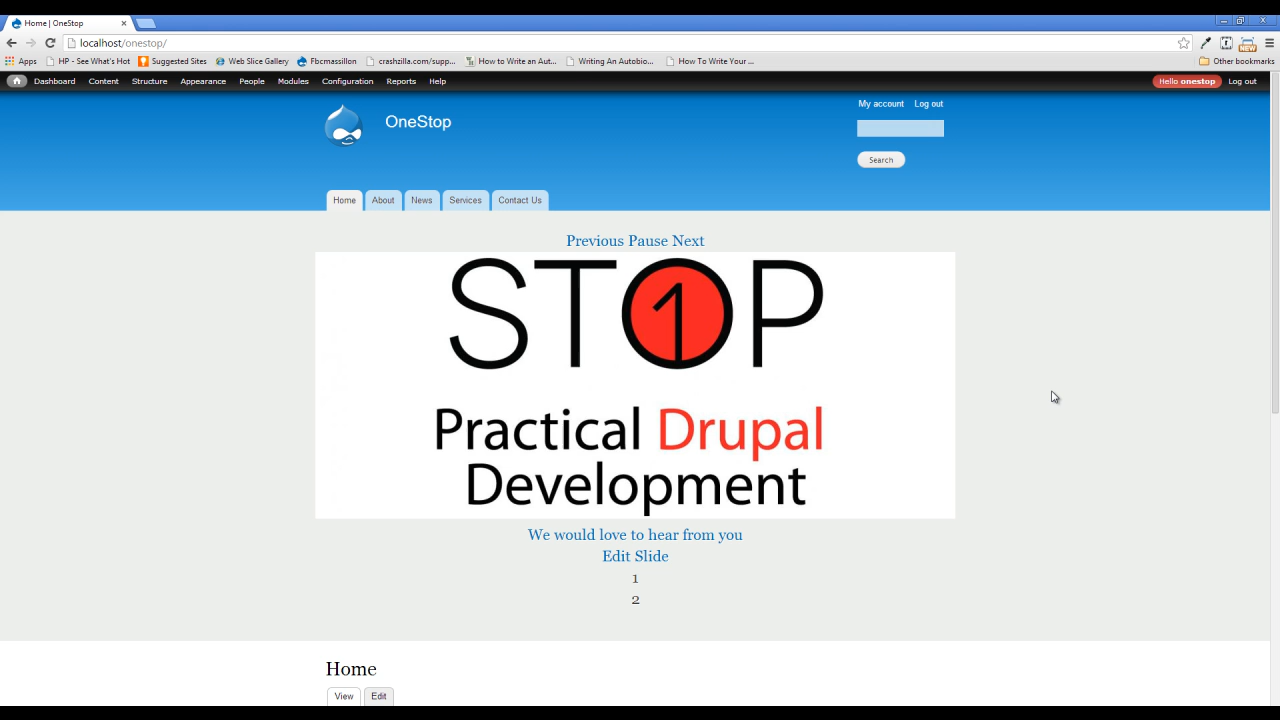 Home | OneStop
localhost/onestop/
Apps HP - See What's Hot Suggested Sites Web Slice Gallery Fbcmassillon crashzilla.com/supp... How to Write an Aut... Writing An Autobio... How To Write Your ... Other bookmarks
NEW
Dashboard Content Structure Appearance People Modules Configuration Reports Help Hello onestop Log out
My account Log out
OneStop
Search
Home About News Services Contact Us
Previous Pause Next
ST1P
Practical Drupal
Development
We would love to hear from you
Edit Slide
1
2
Home
View Edit